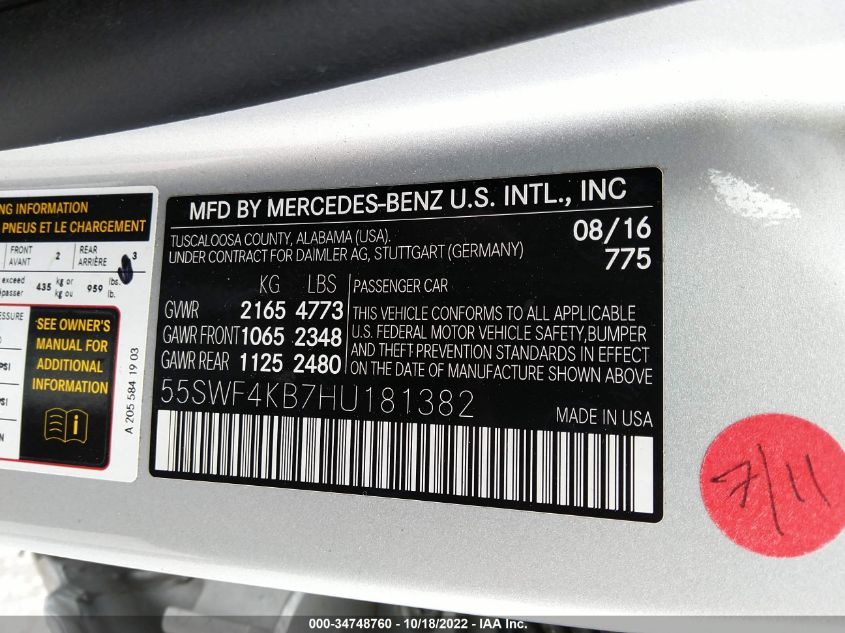 NG INFORMATION
PNEUS ET LE CHARGEMENT
FRONT 2 REAR 3
AVANT ARRIÈRE
exceed 435 kg or 959 lbs.
kg ou lb.
SEE OWNER'S
MANUAL FOR
ADDITIONAL
INFORMATION
A 205 584 19 03
MFD BY MERCEDES-BENZ U.S. INTL., INC
TUSCALOOSA COUNTY, ALABAMA (USA). 08/16
UNDER CONTRACT FOR DAIMLER AG, STUTTGART (GERMANY) 775
KG LBS PASSENGER CAR
GVWR 2165 4773
GAWR FRONT 1065 2348
GAWR REAR 1125 2480
THIS VEHICLE CONFORMS TO ALL APPLICABLE
U.S. FEDERAL MOTOR VEHICLE SAFETY, BUMPER
AND THEFT PREVENTION STANDARDS IN EFFECT
ON THE DATE OF MANUFACTURE SHOWN ABOVE
55SWF4KB7HU181382
MADE IN USA
7/11
000-34748760 - 10/18/2022 - IAA Inc.